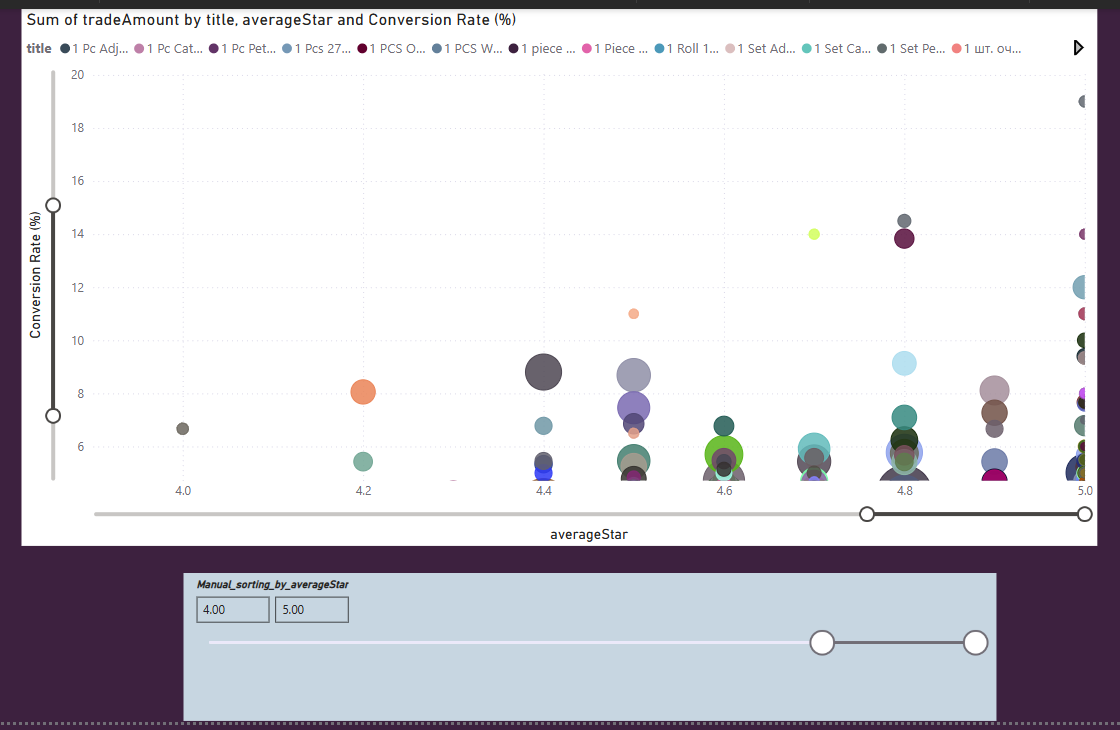 Sum of tradeAmount by title, averageStar and Conversion Rate (%)
title 1 Pc Adj... 1 Pc Cat... 1 Pc Pet... 1 Pcs 27... 1 PCS O... 1 PCS W... 1 piece ... 1 Piece ... 1 Roll 1... 1 Set Ad... 1 Set Ca... 1 Set Pe... 1 шт. оч...
20
18
16
14
12
10
8
6
Conversion Rate (%)
4.0 4.2 4.4 4.6 4.8 5.0
averageStar
Manual_sorting_by_averageStar
4.00 5.00